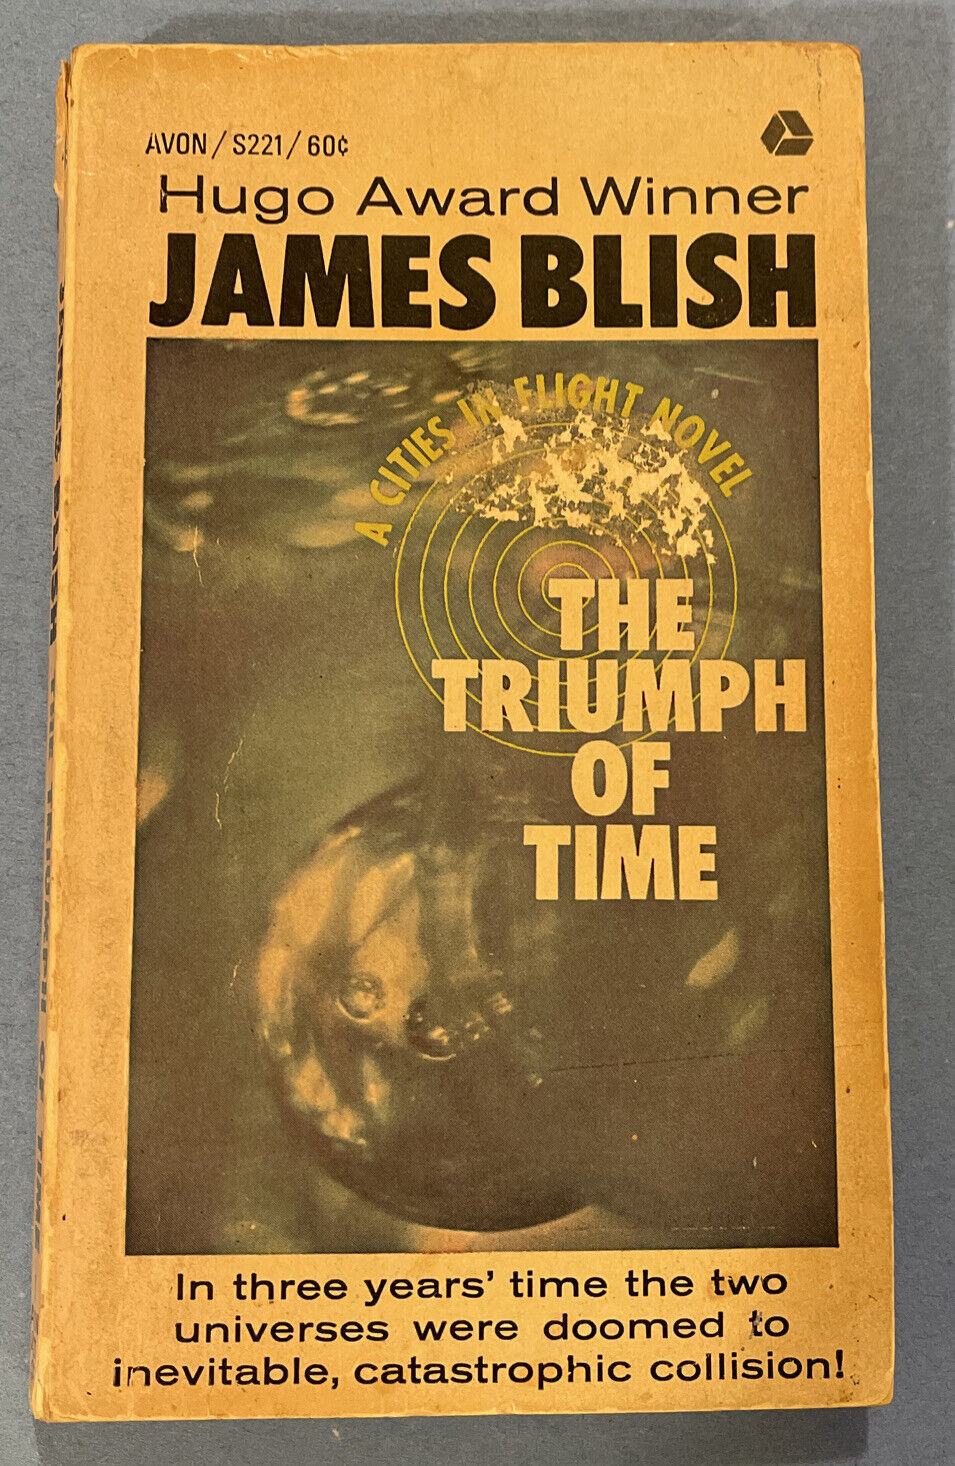 AVON/S221/60¢
Hugo Award Winner
JAMES BLISH
A CITIES IN FLIGHT NOVEL
THE
TRIUMPH
OF
TIME
In three years' time the two
universes were doomed to
inevitable, catastrophic collision!